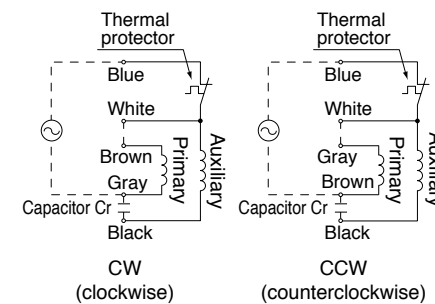 Thermal
protector
Blue
White
Brown
Gray
Primary
Auxiliary
Capacitor Cr
Black
CW
(clockwise)
Thermal
protector
Blue
White
Gray
Brown
Primary
Auxiliary
Capacitor Cr
Black
CCW
(counterclockwise)